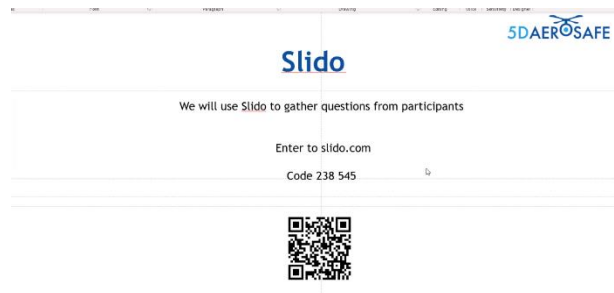 5DAEROSAFE
Slido
We will use Slido to gather questions from participants
Enter to slido.com
Code 238 545